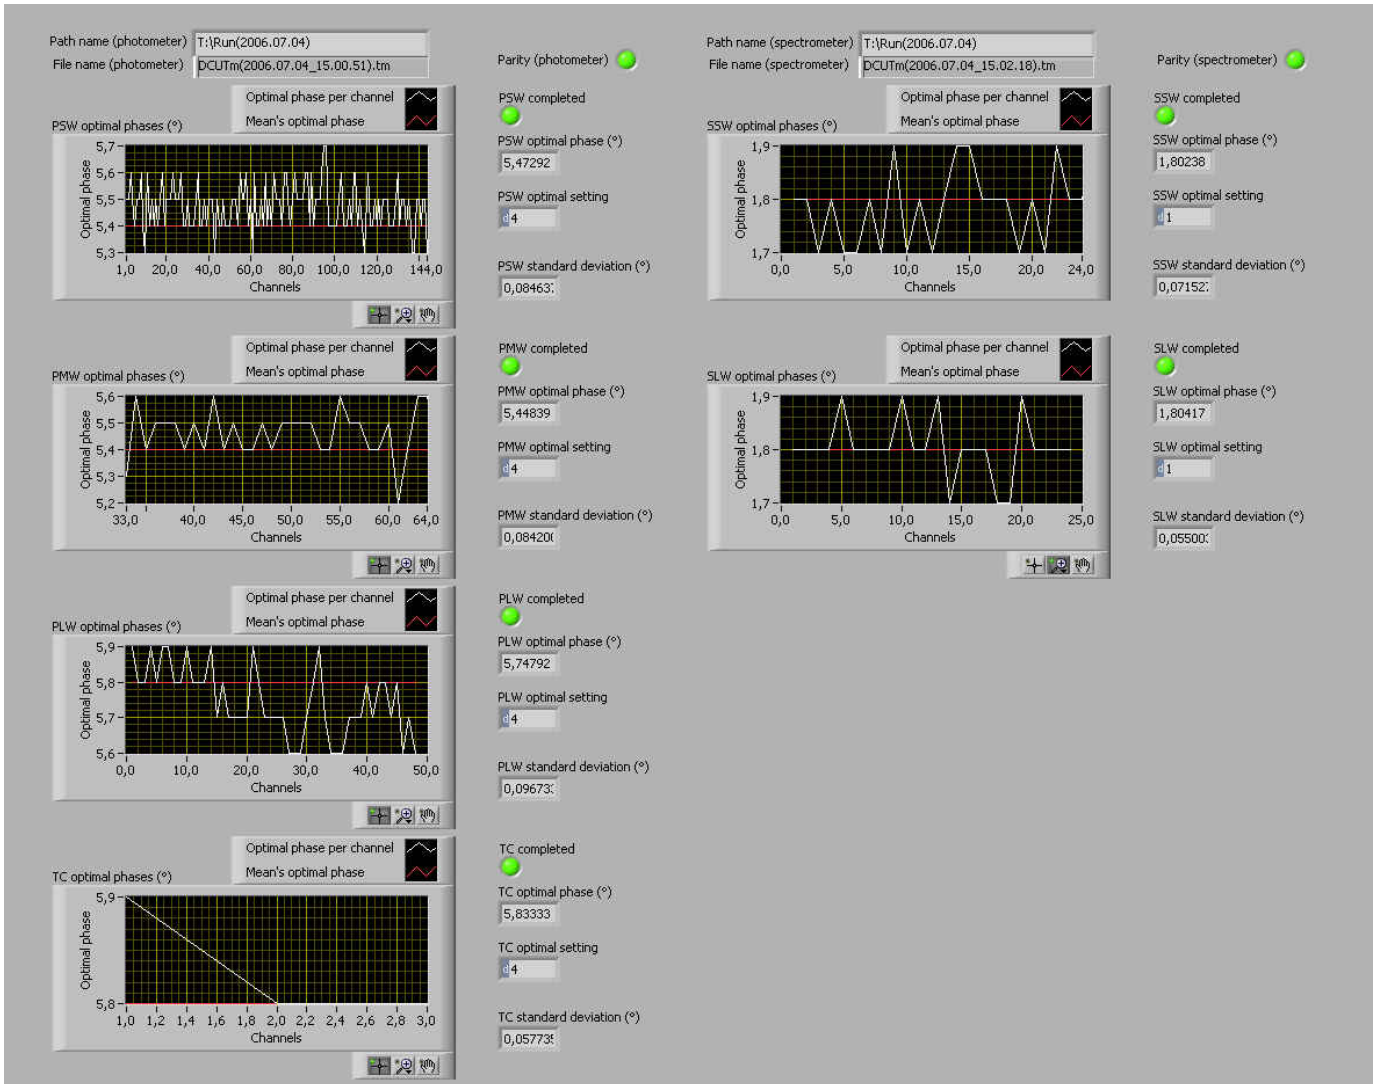 Path name (photometer) T:\Run(2006.07.04)
File name (photometer) DCUTm(2006.07.04_15.00.51).tm
Parity (photometer)
Path name (spectrometer) T:\Run(2006.07.04)
File name (spectrometer) DCUTm(2006.07.04_15.02.18).tm
Parity (spectrometer)
Optimal phase per channel
Mean's optimal phase
PSW optimal phases (°)
Optimal phase
5,7
5,6
5,5
5,4
5,3
1,0 20,0 40,0 60,0 80,0 100,0 120,0 144,0
Channels
PSW completed
PSW optimal phase (°)
5,47292
PSW optimal setting
d 4
PSW standard deviation (°)
0,08463
Optimal phase per channel
Mean's optimal phase
SSW optimal phases (°)
Optimal phase
1,9
1,8
1,7
0,0 5,0 10,0 15,0 20,0 24,0
Channels
SSW completed
SSW optimal phase (°)
1,80238
SSW optimal setting
d 1
SSW standard deviation (°)
0,0715
Optimal phase per channel
Mean's optimal phase
PMW optimal phases (°)
Optimal phase
5,6
5,5
5,4
5,3
5,2
33,0 40,0 45,0 50,0 55,0 60,0 64,0
Channels
PMW completed
PMW optimal phase (°)
5,44839
PMW optimal setting
d 4
PMW standard deviation (°)
0,0842
Optimal phase per channel
Mean's optimal phase
SLW optimal phases (°)
Optimal phase
1,9
1,8
1,7
0,0 5,0 10,0 15,0 20,0 25,0
Channels
SLW completed
SLW optimal phase (°)
1,80417
SLW optimal setting
d 1
SLW standard deviation (°)
0,0550
Optimal phase per channel
Mean's optimal phase
PLW optimal phases (°)
Optimal phase
5,9
5,8
5,7
5,6
0,0 10,0 20,0 30,0 40,0 50,0
Channels
PLW completed
PLW optimal phase (°)
5,74792
PLW optimal setting
d 4
PLW standard deviation (°)
0,0967
Optimal phase per channel
Mean's optimal phase
TC optimal phases (°)
Optimal phase
5,9
5,8
1,0 1,2 1,4 1,6 1,8 2,0 2,2 2,4 2,6 2,8 3,0
Channels
TC completed
TC optimal phase (°)
5,83333
TC optimal setting
d 4
TC standard deviation (°)
0,05773